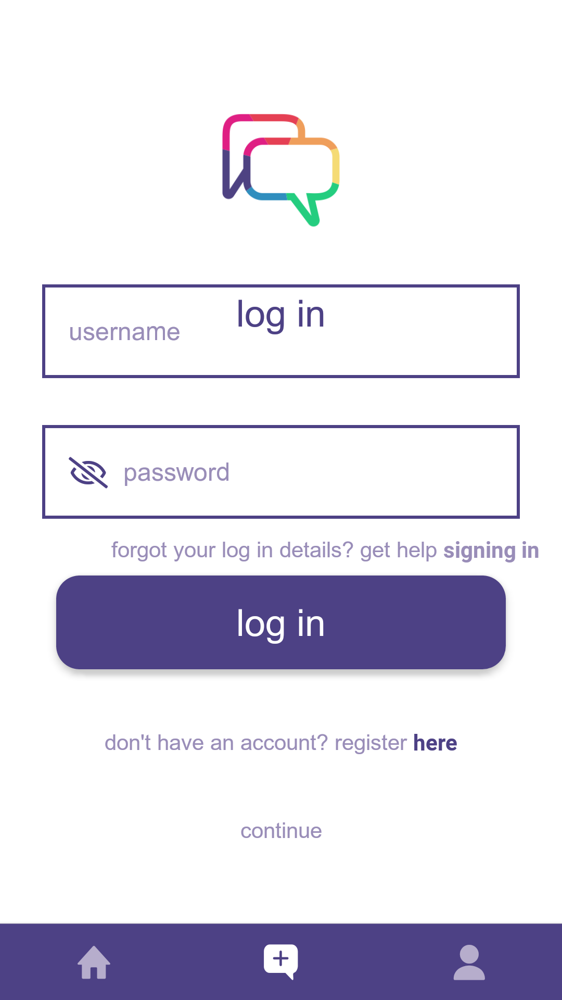 log in
username
password
forgot your log in details? get help signing in
log in
don't have an account? register here
continue